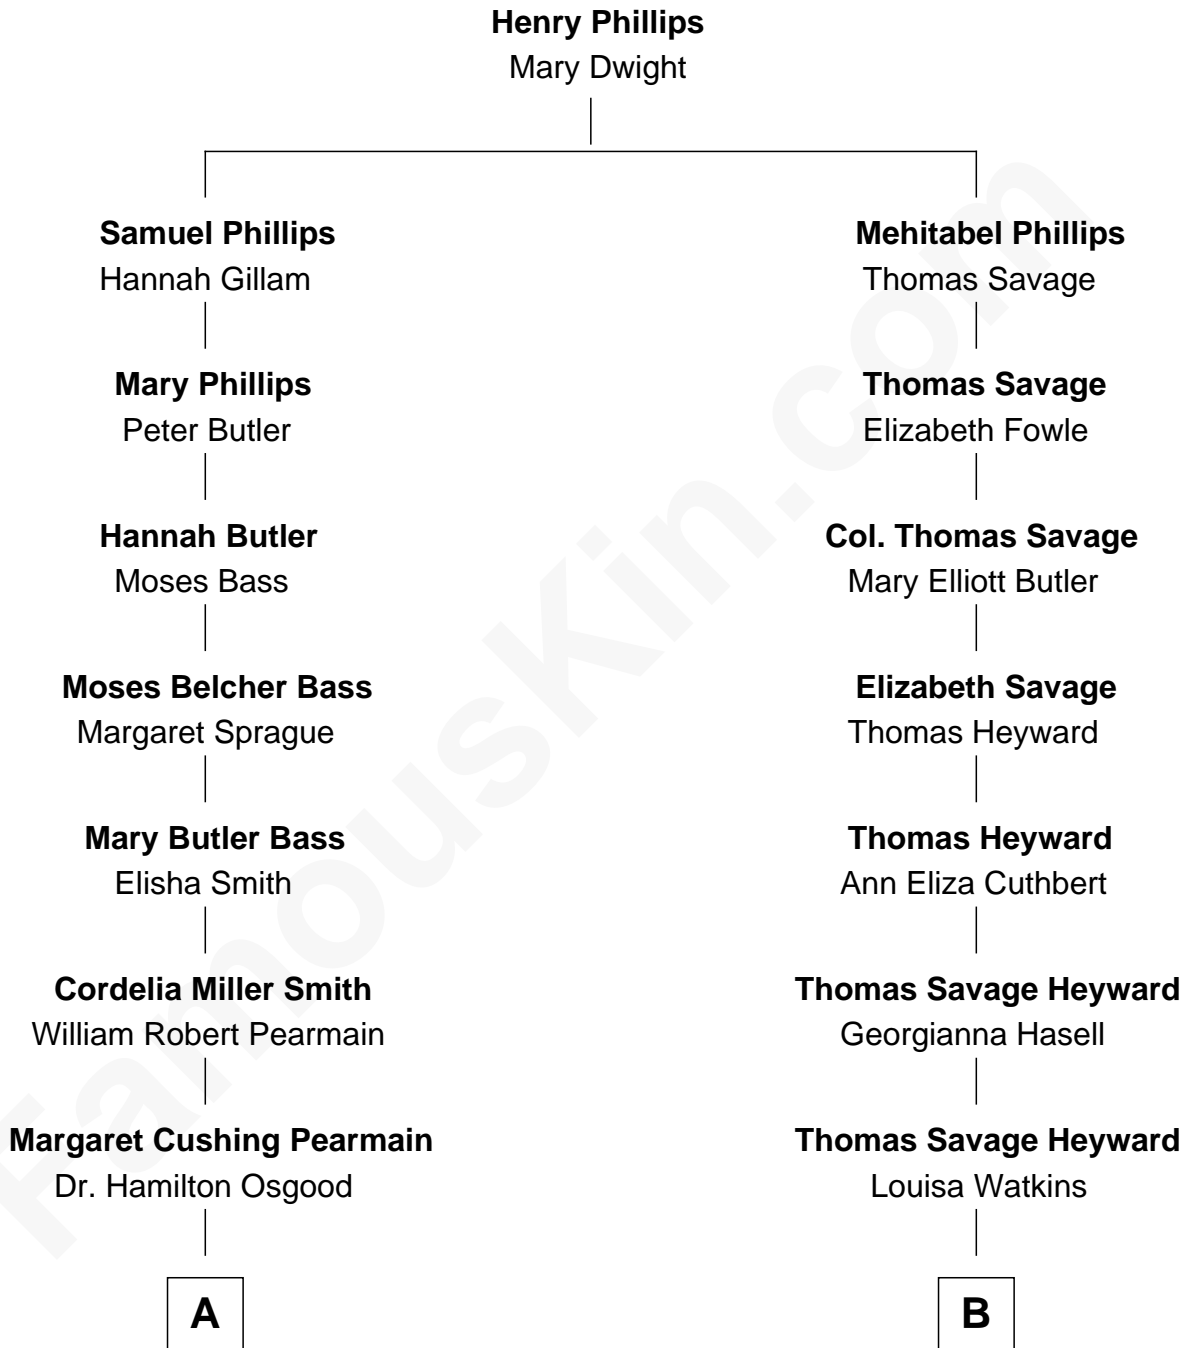 Henry Phillips
Mary Dwight
Samuel Phillips
Hannah Gillam
Mehitabel Phillips
Thomas Savage
Mary Phillips
Peter Butler
Thomas Savage
Elizabeth Fowle
Hannah Butler
Moses Bass
Col. Thomas Savage
Mary Elliott Butler
Moses Belcher Bass
Margaret Sprague
Elizabeth Savage
Thomas Heyward
Mary Butler Bass
Elisha Smith
Thomas Heyward
Ann Eliza Cuthbert
Cordelia Miller Smith
William Robert Pearmain
Thomas Savage Heyward
Georgianna Hasell
Margaret Cushing Pearmain
Dr. Hamilton Osgood
Thomas Savage Heyward
Louisa Watkins
A
B
FamousKin.com